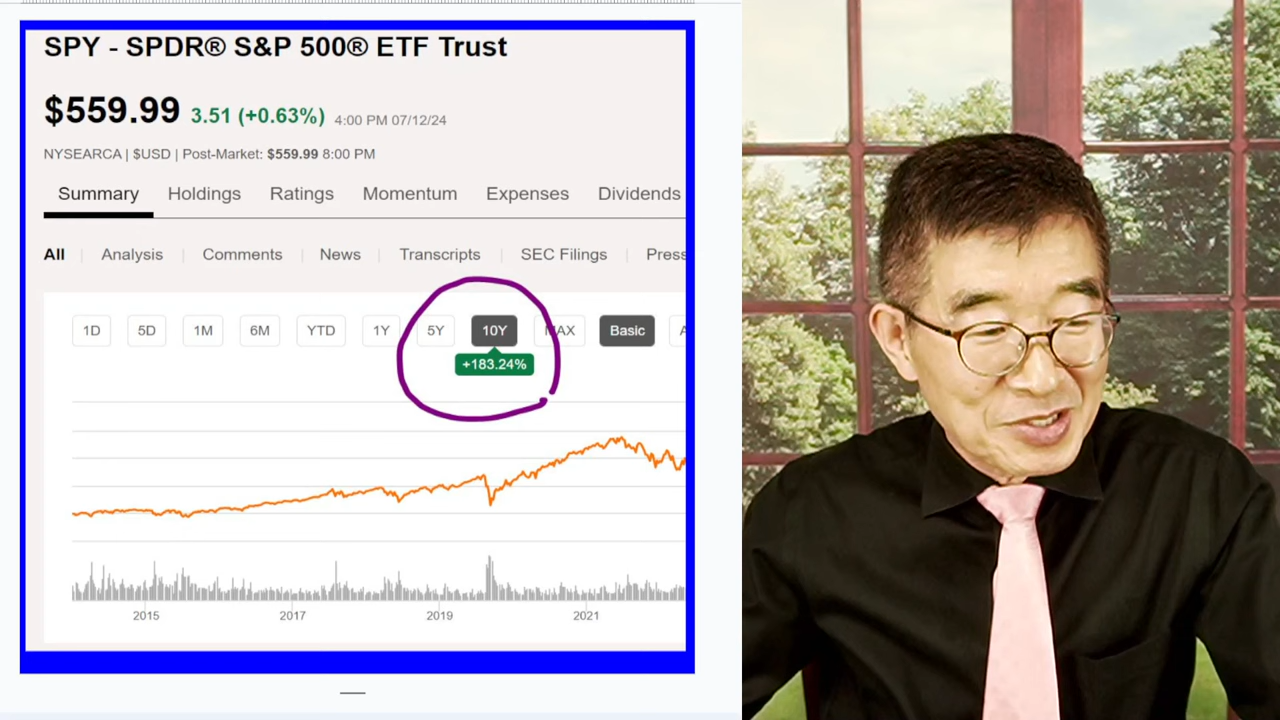 SPY - SPDR® S&P 500® ETF Trust
$559.99 3.51 (+0.63%) 4:00 PM 07/12/24
NYSEARCA | $USD | Post-Market: $559.99 8:00 PM
Summary Holdings Ratings Momentum Expenses Dividends
All Analysis Comments News Transcripts SEC Filings Press
1D 5D 1M 6M YTD 1Y 5Y 10Y MAX Basic A
+183.24%
2015 2017 2019 2021